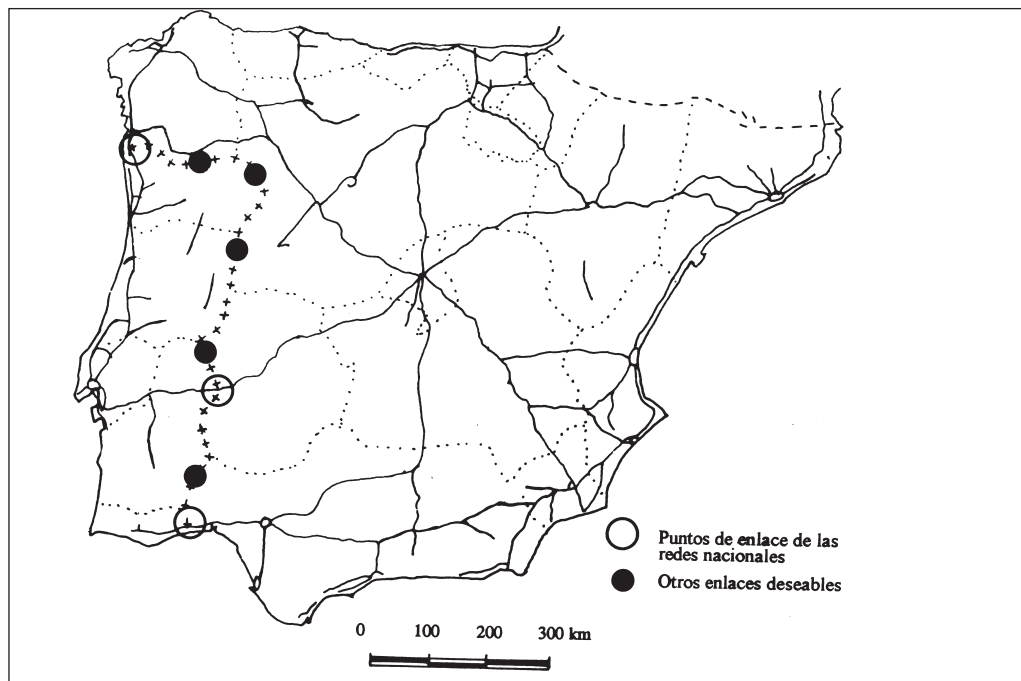 Puntos de enlace de las
redes nacionales
Otros enlaces deseables
0 100 200 300 km